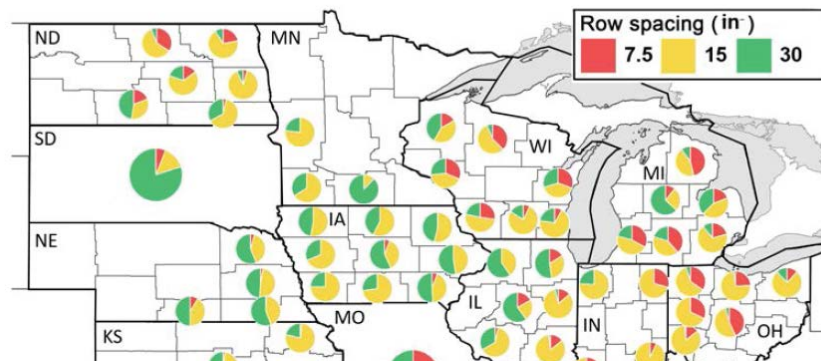 Row spacing (in-)
7.5 15 30
ND
MN
SD
WI
MI
NE
IA
IL
IN
OH
KS
MO